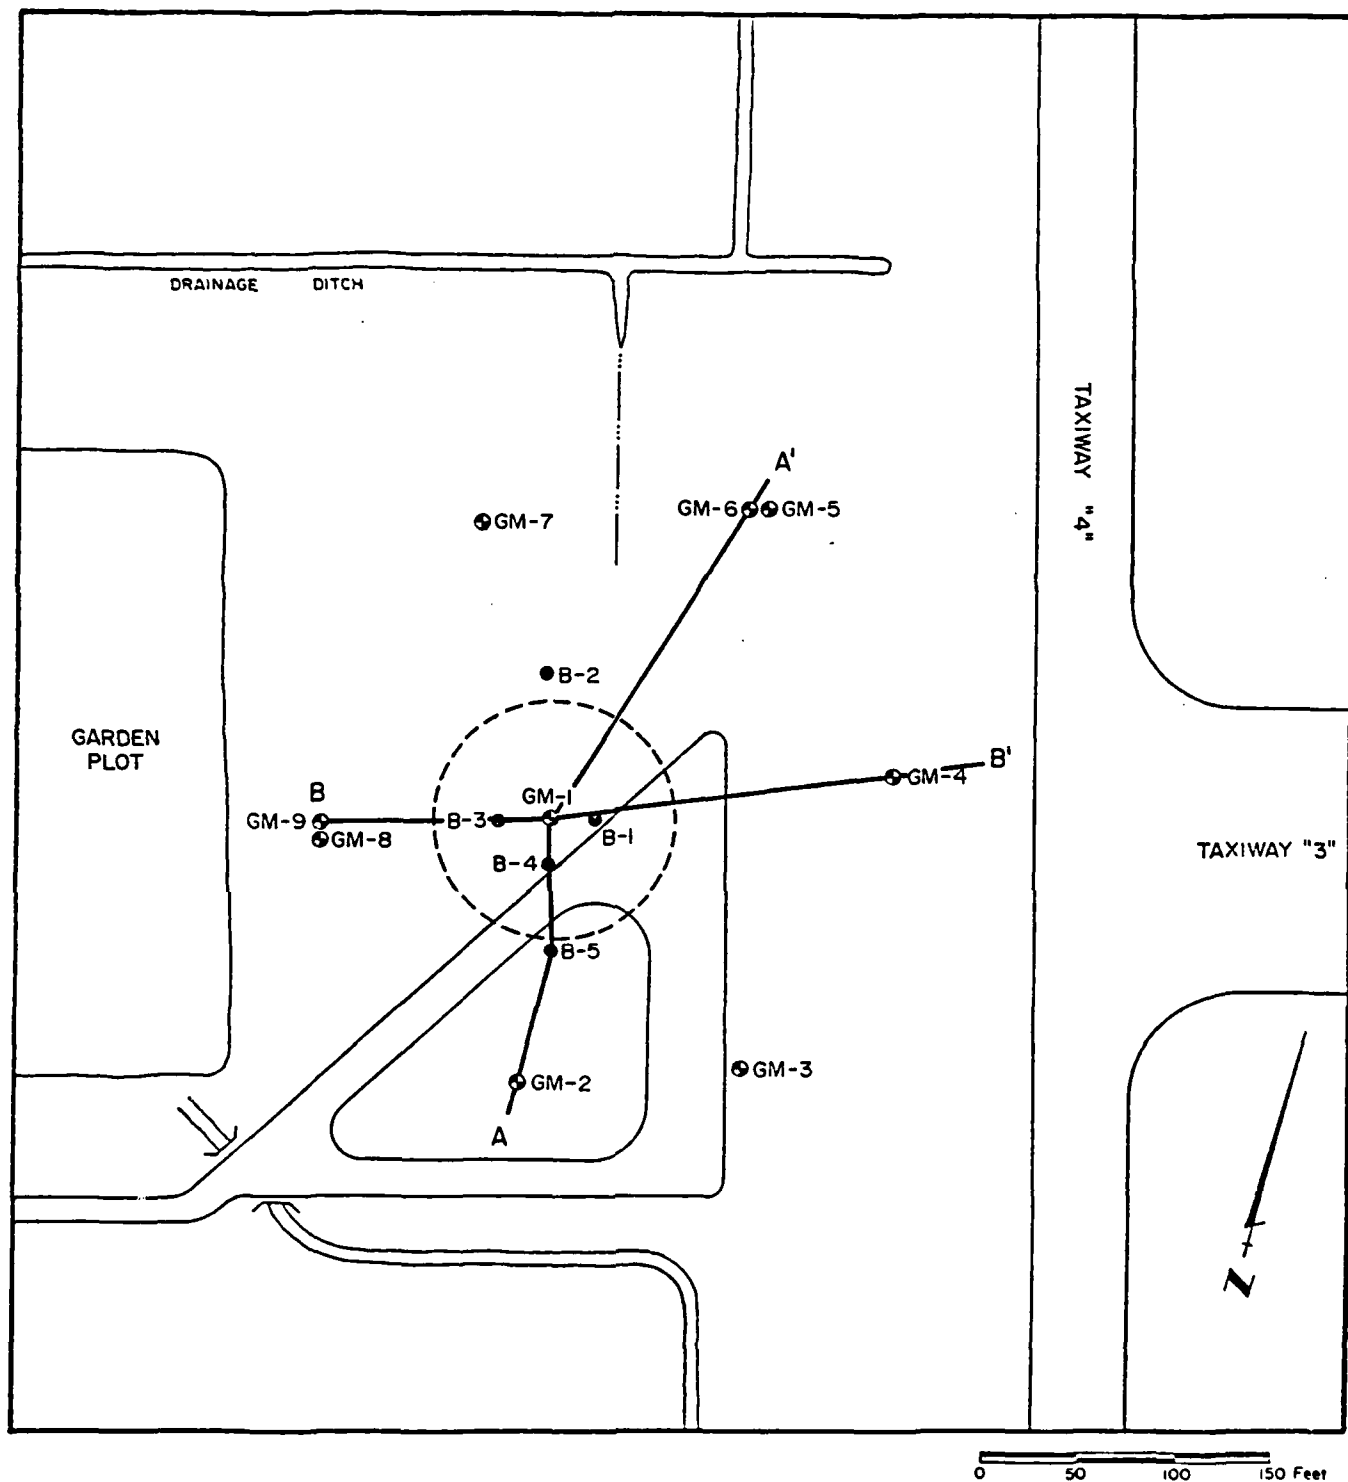 DRAINAGE DITCH
TAXIWAY "4"
A'
GM-6 GM-5
GM-7
B-2
GARDEN
PLOT
B'
GM-4
B
GM-1
GM-9 B-3 B-1
GM-8
TAXIWAY "3"
B-4
B-5
GM-3
GM-2
A
N
0 50 100 150 Feet